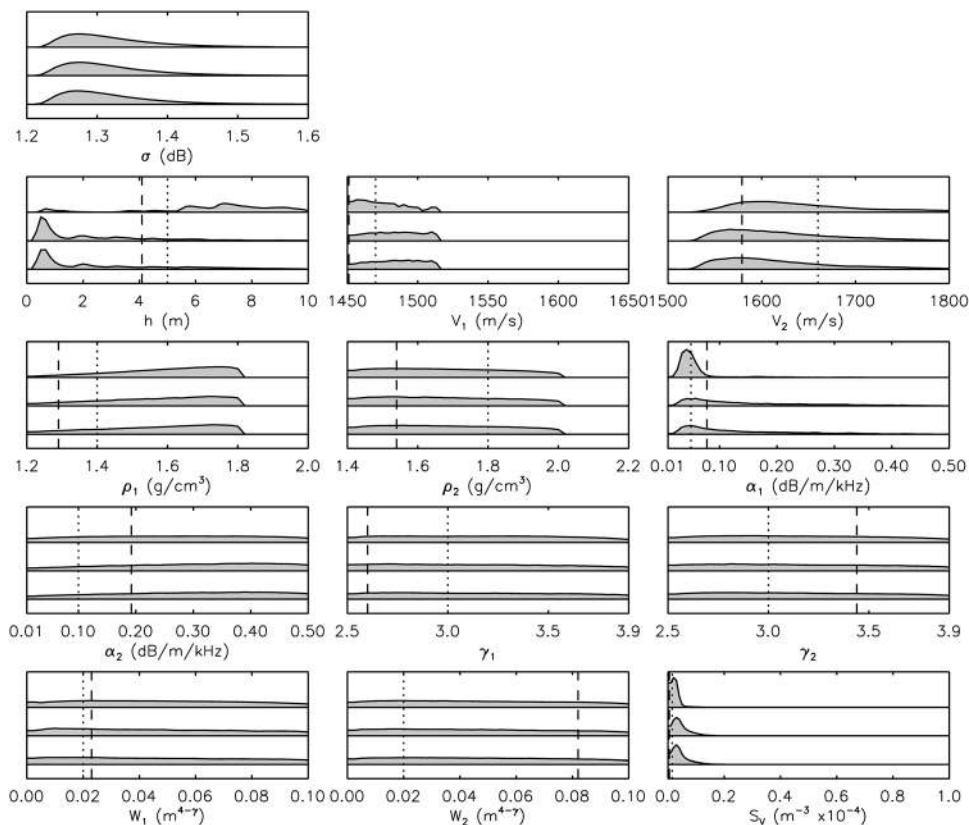 1.2 1.3 1.4 1.5 1.6
σ (dB)
0 2 4 6 8 10
h (m)
1450 1500 1550 1600 1650
V₁ (m/s)
1500 1600 1700 1800
V₂ (m/s)
1.2 1.4 1.6 1.8 2.0
ρ₁ (g/cm³)
1.4 1.6 1.8 2.0 2.2
ρ₂ (g/cm³)
0.01 0.10 0.20 0.30 0.40 0.50
α₁ (dB/m/kHz)
0.01 0.10 0.20 0.30 0.40 0.50
α₂ (dB/m/kHz)
2.5 3.0 3.5 3.9
γ₁
2.5 3.0 3.5 3.9
γ₂
0.00 0.02 0.04 0.06 0.08 0.10
W₁ (m⁴⁻ᵞ)
0.00 0.02 0.04 0.06 0.08 0.10
W₂ (m⁴⁻ᵞ)
0.0 0.2 0.4 0.6 0.8 1.0
Sᵥ (m⁻³ x10⁻⁴)